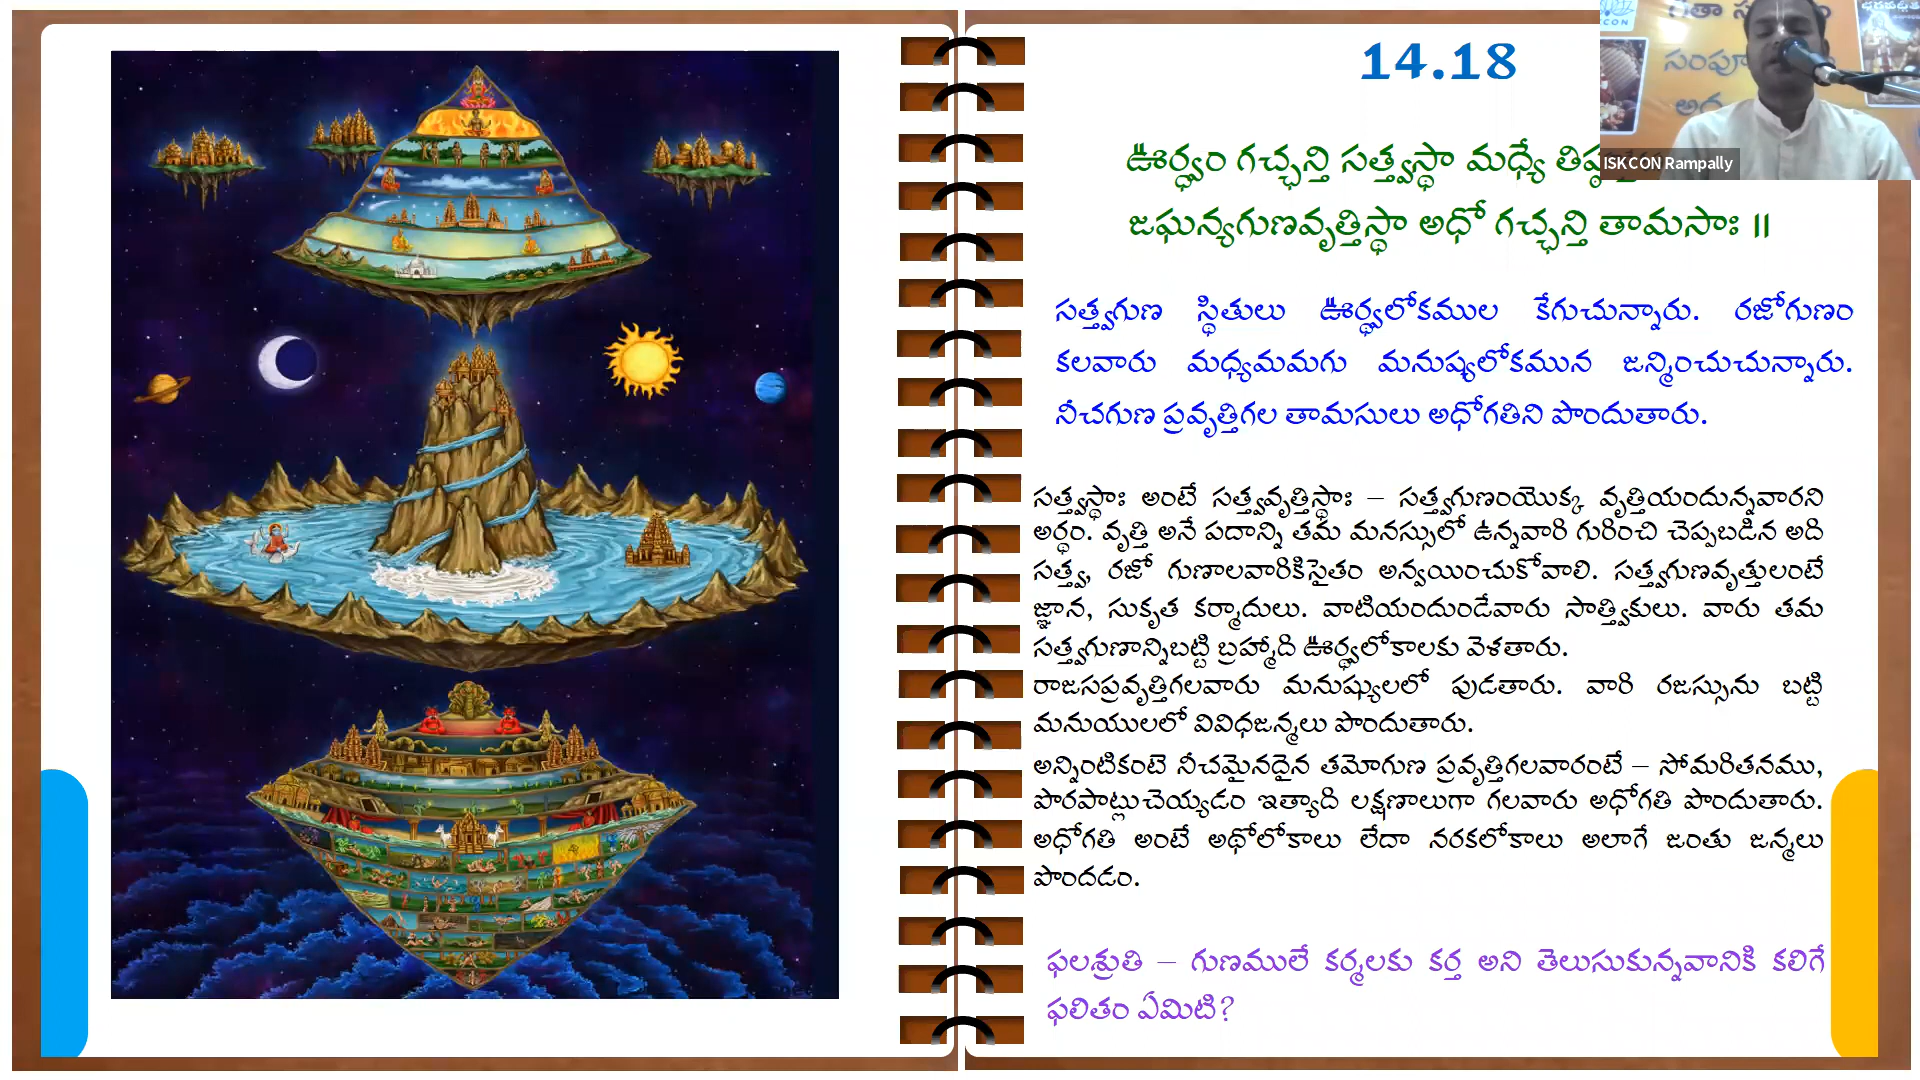 14.18
ఊర్ధ్వం గచ్ఛన్తి సత్త్వస్థా మధ్యే
జఘన్యగుణవృత్తిస్థా అధో గచ్ఛన్తి తామసాః ॥
సత్త్వగుణ స్థితులు ఊర్ధ్వలోకముల కేగుచున్నారు. రజోగుణం
కలవారు మధ్యమమగు మనుష్యలోకమున జన్మించుచున్నారు.
నీచగుణ ప్రవృత్తిగల తామసులు అధోగతిని పొందుతారు.
సత్త్వస్థాః అంటే సత్త్వవృత్తిస్థాః – సత్త్వగుణంయొక్క వృత్తియందున్నవారని
అర్థం. వృత్తి అనే పదాన్ని తమ మనస్సులో ఉన్నవారి గురించి చెప్పబడిన అది
సత్త్వ, రజో గుణాలవారికిసైతం అన్వయించుకోవాలి. సత్త్వగుణవృత్తులంటే
జ్ఞాన, సుకృత కర్మాదులు. వాటియందుండేవారు సాత్త్వికులు. వారు తమ
సత్త్వగుణాన్నిబట్టి బ్రహ్మాది ఊర్ధ్వలోకాలకు వెళతారు.
రాజసప్రవృత్తిగలవారు మనుష్యులలో పుడతారు. వారి రజస్సును బట్టి
మనుయులలో వివిధజన్మలు పొందుతారు.
అన్నింటికంటె నీచమైనదైన తమోగుణ ప్రవృత్తిగలవారంటే – సోమరితనము,
పొరపాట్లుచెయ్యడం ఇత్యాది లక్షణాలుగా గలవారు అధోగతి పొందుతారు.
అధోగతి అంటే అథోలోకాలు లేదా నరకలోకాలు అలాగే జంతు జన్మలు
పొందడం.
ఫలశ్రుతి – గుణములే కర్మలకు కర్త అని తెలుసుకున్నవానికి కలిగే
ఫలితం ఏమిటి?
ISKCON Rampally